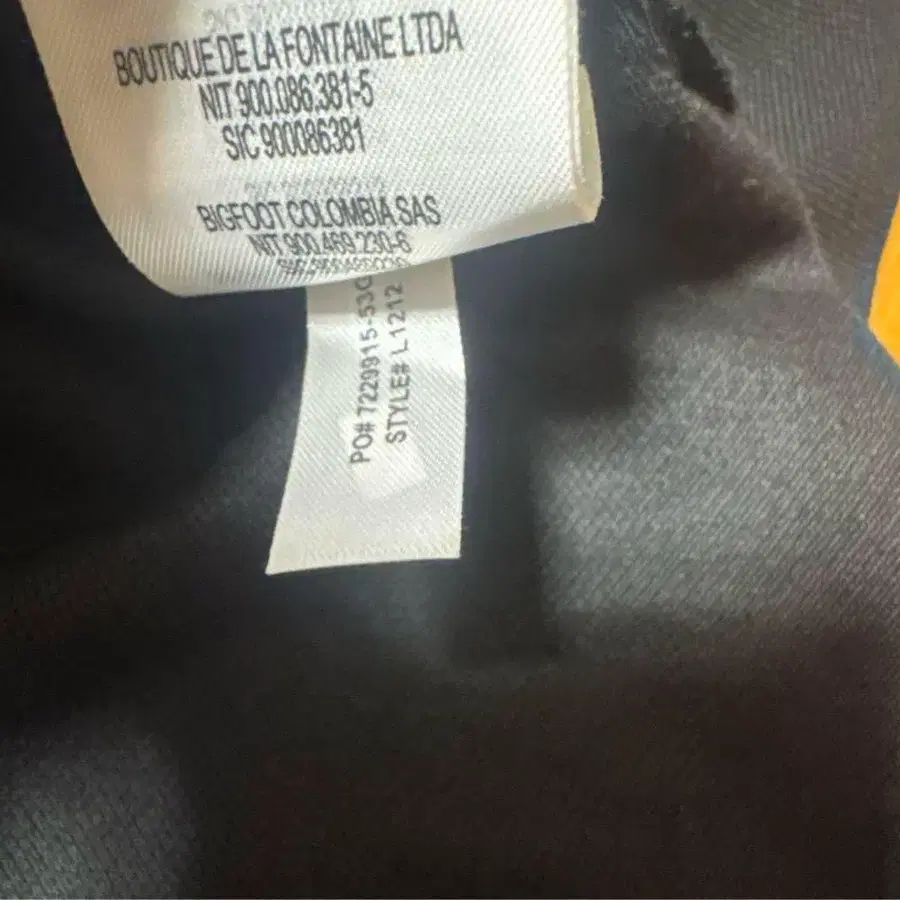 BOUTIQUE DE LA FONTAINE LTDA
NIT 900.086.381-5
SIC 900086381
BIGFOOT COLOMBIA SAS
NIT 900.469.230-6
PO# 7229915-53
STYLE# L1212